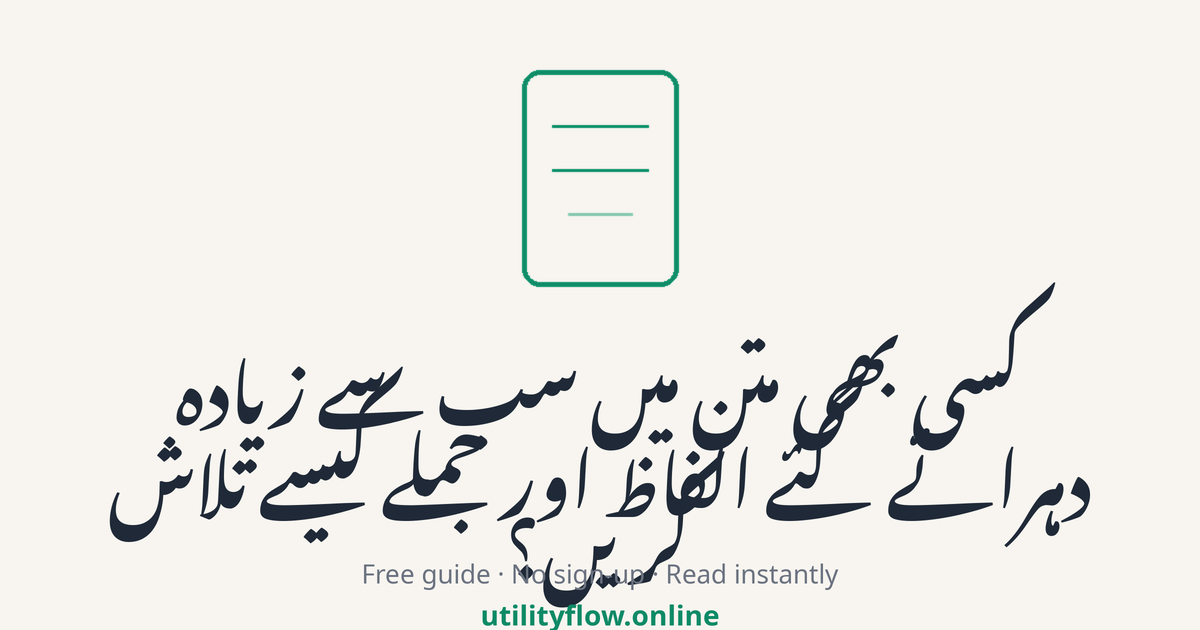 کسی بھی متن میں سب سے زیادہ
دہرائے گئے الفاظ اور جملے کیسے تلاش
کریں؟
Free guide · No sign-up · Read instantly
utilityflow.online